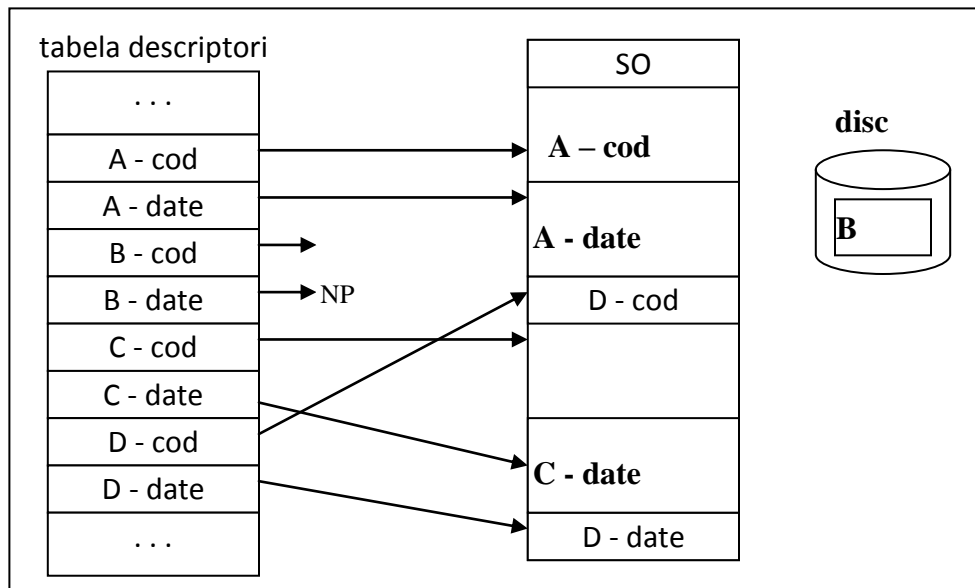 tabela descriptori
. . .
A - cod
A - date
B - cod
B - date
C - cod
C - date
D - cod
D - date
. . .
NP
SO
A – cod
A - date
D - cod
C - date
D - date
disc
B